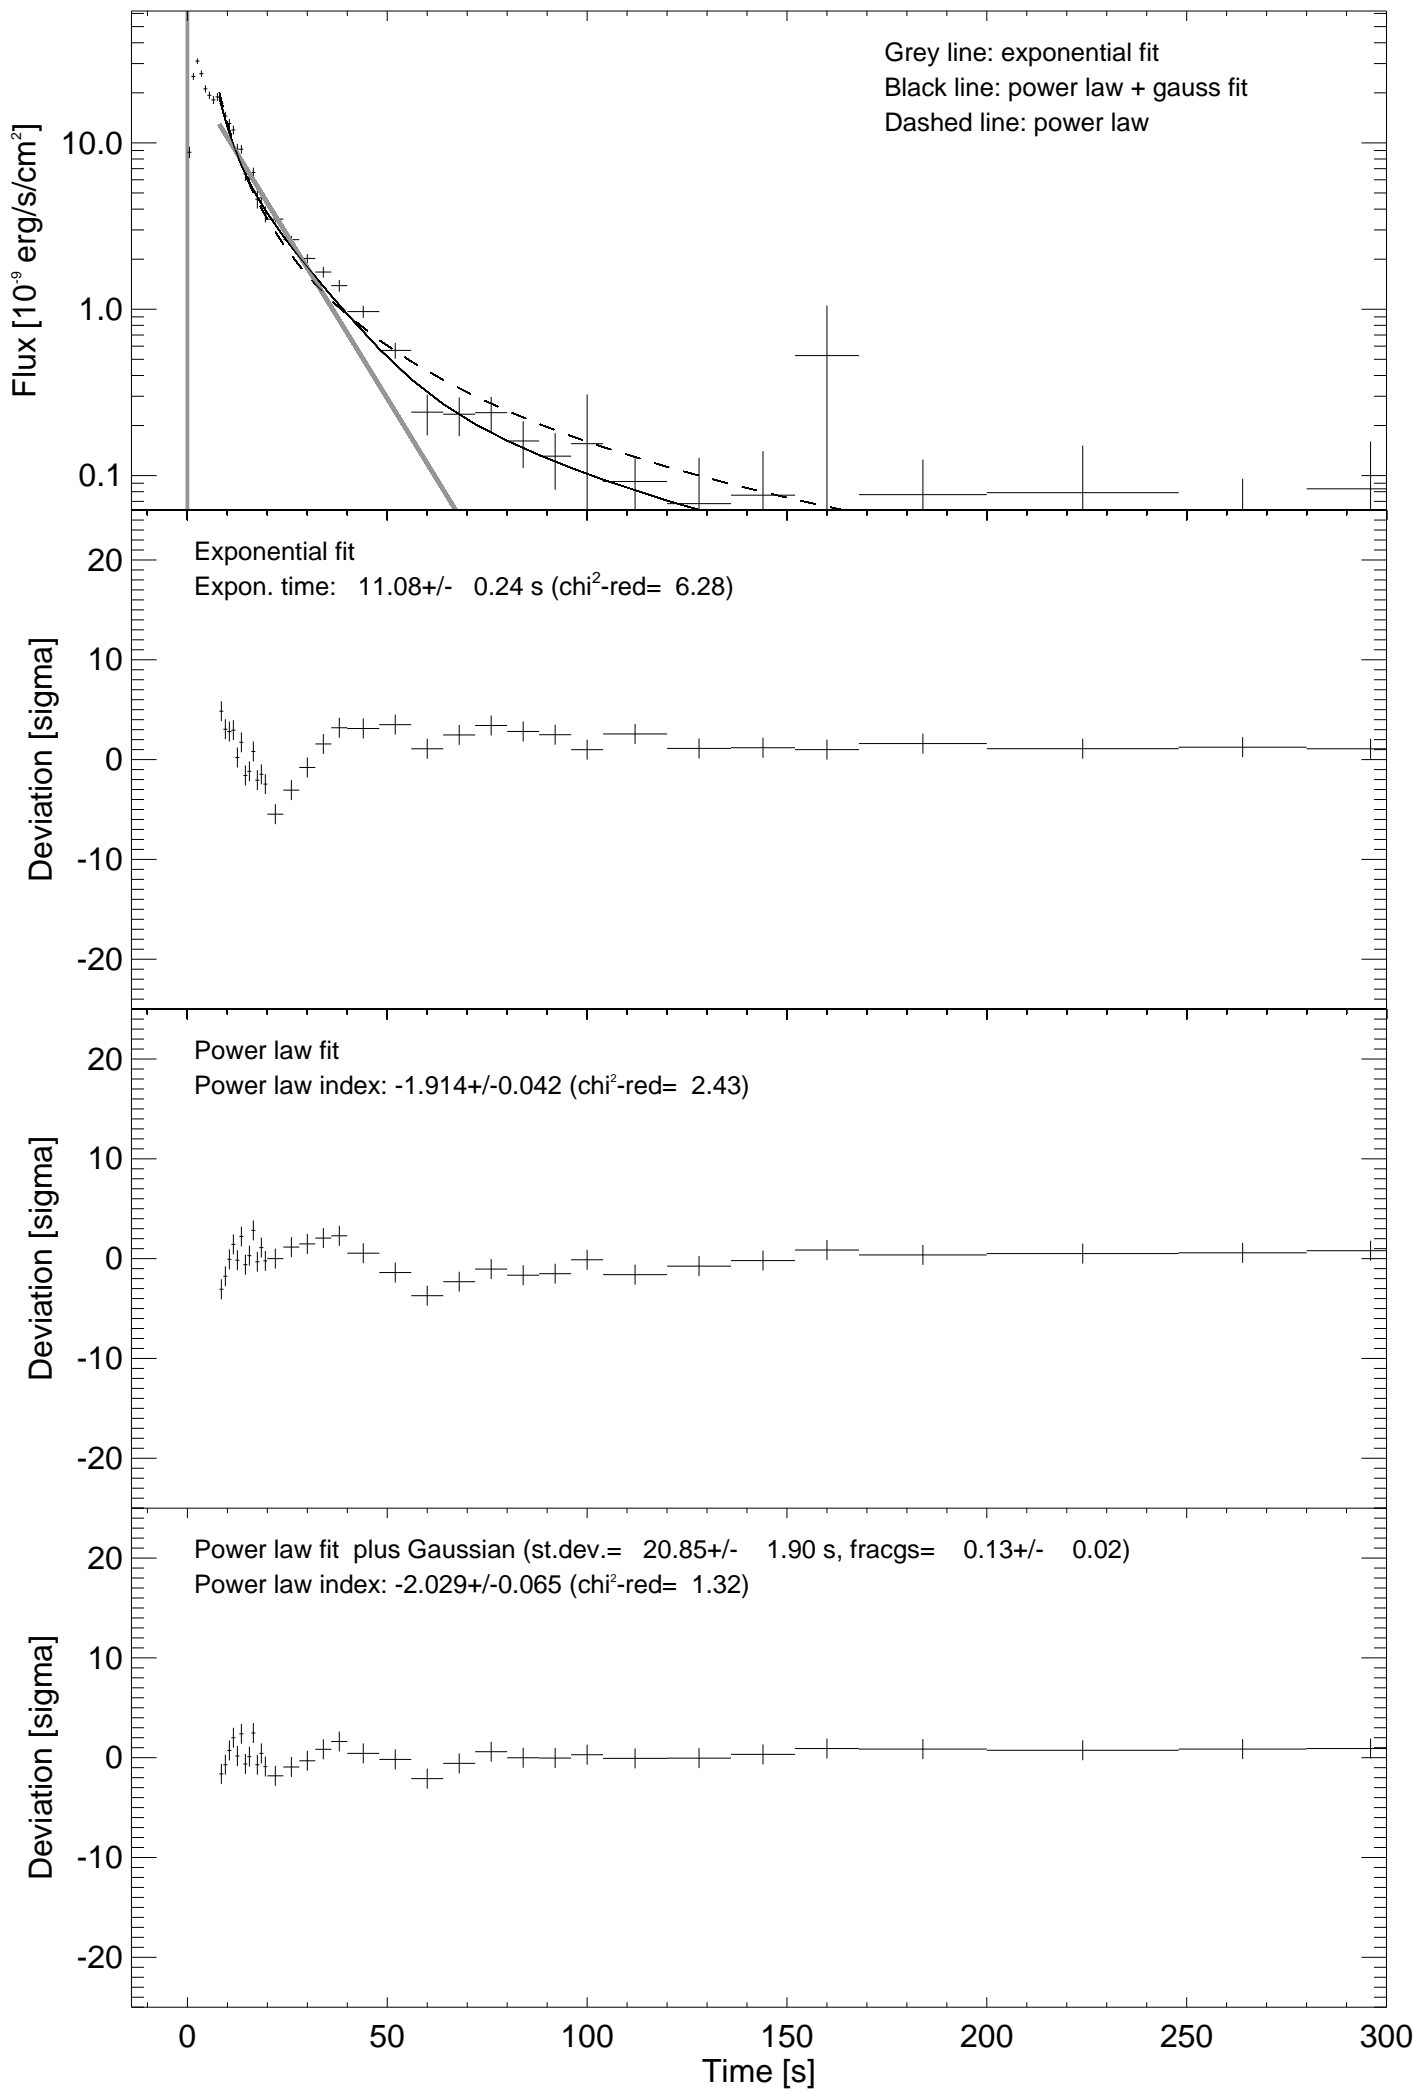 Grey line: exponential fit
Black line: power law + gauss fit
Dashed line: power law
Flux [10⁻⁹ erg/s/cm²]
10.0
1.0
0.1
Exponential fit
Expon. time: 11.08+/- 0.24 s (chi²-red= 6.28)
Deviation [sigma]
20
10
0
-10
-20
Power law fit
Power law index: -1.914+/-0.042 (chi²-red= 2.43)
Deviation [sigma]
20
10
0
-10
-20
Power law fit plus Gaussian (st.dev.= 20.85+/- 1.90 s, fracgs= 0.13+/- 0.02)
Power law index: -2.029+/-0.065 (chi²-red= 1.32)
Deviation [sigma]
20
10
0
-10
-20
0 50 100 150 200 250 300
Time [s]